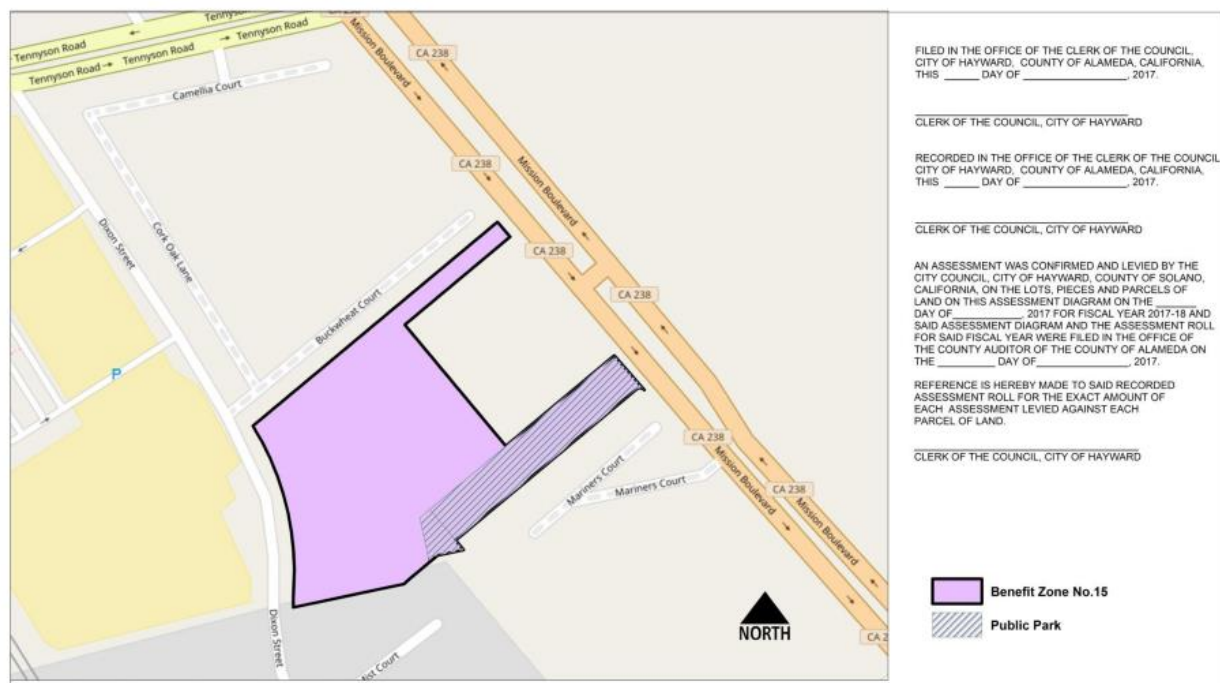 Tennyson Road
Tennyson Road
Tennyson Road
Tennyson Road
Tennyson Road
Camellia Court
Cork Oak Lane
Dixon Street
Buckwheat Court
CA 238
Mission Boulevard
CA 238
Mission Boulevard
CA 238
Mission Boulevard
CA 238
CA 238
Mission Boulevard
CA 238
Mission Boulevard
CA 2
P
Mariners Court
Mariners Court
Dixon Street
Mist Court
NORTH
FILED IN THE OFFICE OF THE CLERK OF THE COUNCIL,
CITY OF HAYWARD, COUNTY OF ALAMEDA, CALIFORNIA,
THIS ______ DAY OF __________________, 2017.
CLERK OF THE COUNCIL, CITY OF HAYWARD
RECORDED IN THE OFFICE OF THE CLERK OF THE COUNCIL
CITY OF HAYWARD, COUNTY OF ALAMEDA, CALIFORNIA,
THIS ______ DAY OF __________________, 2017.
CLERK OF THE COUNCIL, CITY OF HAYWARD
AN ASSESSMENT WAS CONFIRMED AND LEVIED BY THE
CITY COUNCIL, CITY OF HAYWARD, COUNTY OF SOLANO,
CALIFORNIA, ON THE LOTS, PIECES AND PARCELS OF
LAND ON THIS ASSESSMENT DIAGRAM ON THE _______
DAY OF____________, 2017 FOR FISCAL YEAR 2017-18 AND
SAID ASSESSMENT DIAGRAM AND THE ASSESSMENT ROLL
FOR SAID FISCAL YEAR WERE FILED IN THE OFFICE OF
THE COUNTY AUDITOR OF THE COUNTY OF ALAMEDA ON
THE __________ DAY OF________________, 2017.
REFERENCE IS HEREBY MADE TO SAID RECORDED
ASSESSMENT ROLL FOR THE EXACT AMOUNT OF
EACH ASSESSMENT LEVIED AGAINST EACH
PARCEL OF LAND.
CLERK OF THE COUNCIL, CITY OF HAYWARD
Benefit Zone No.15
Public Park